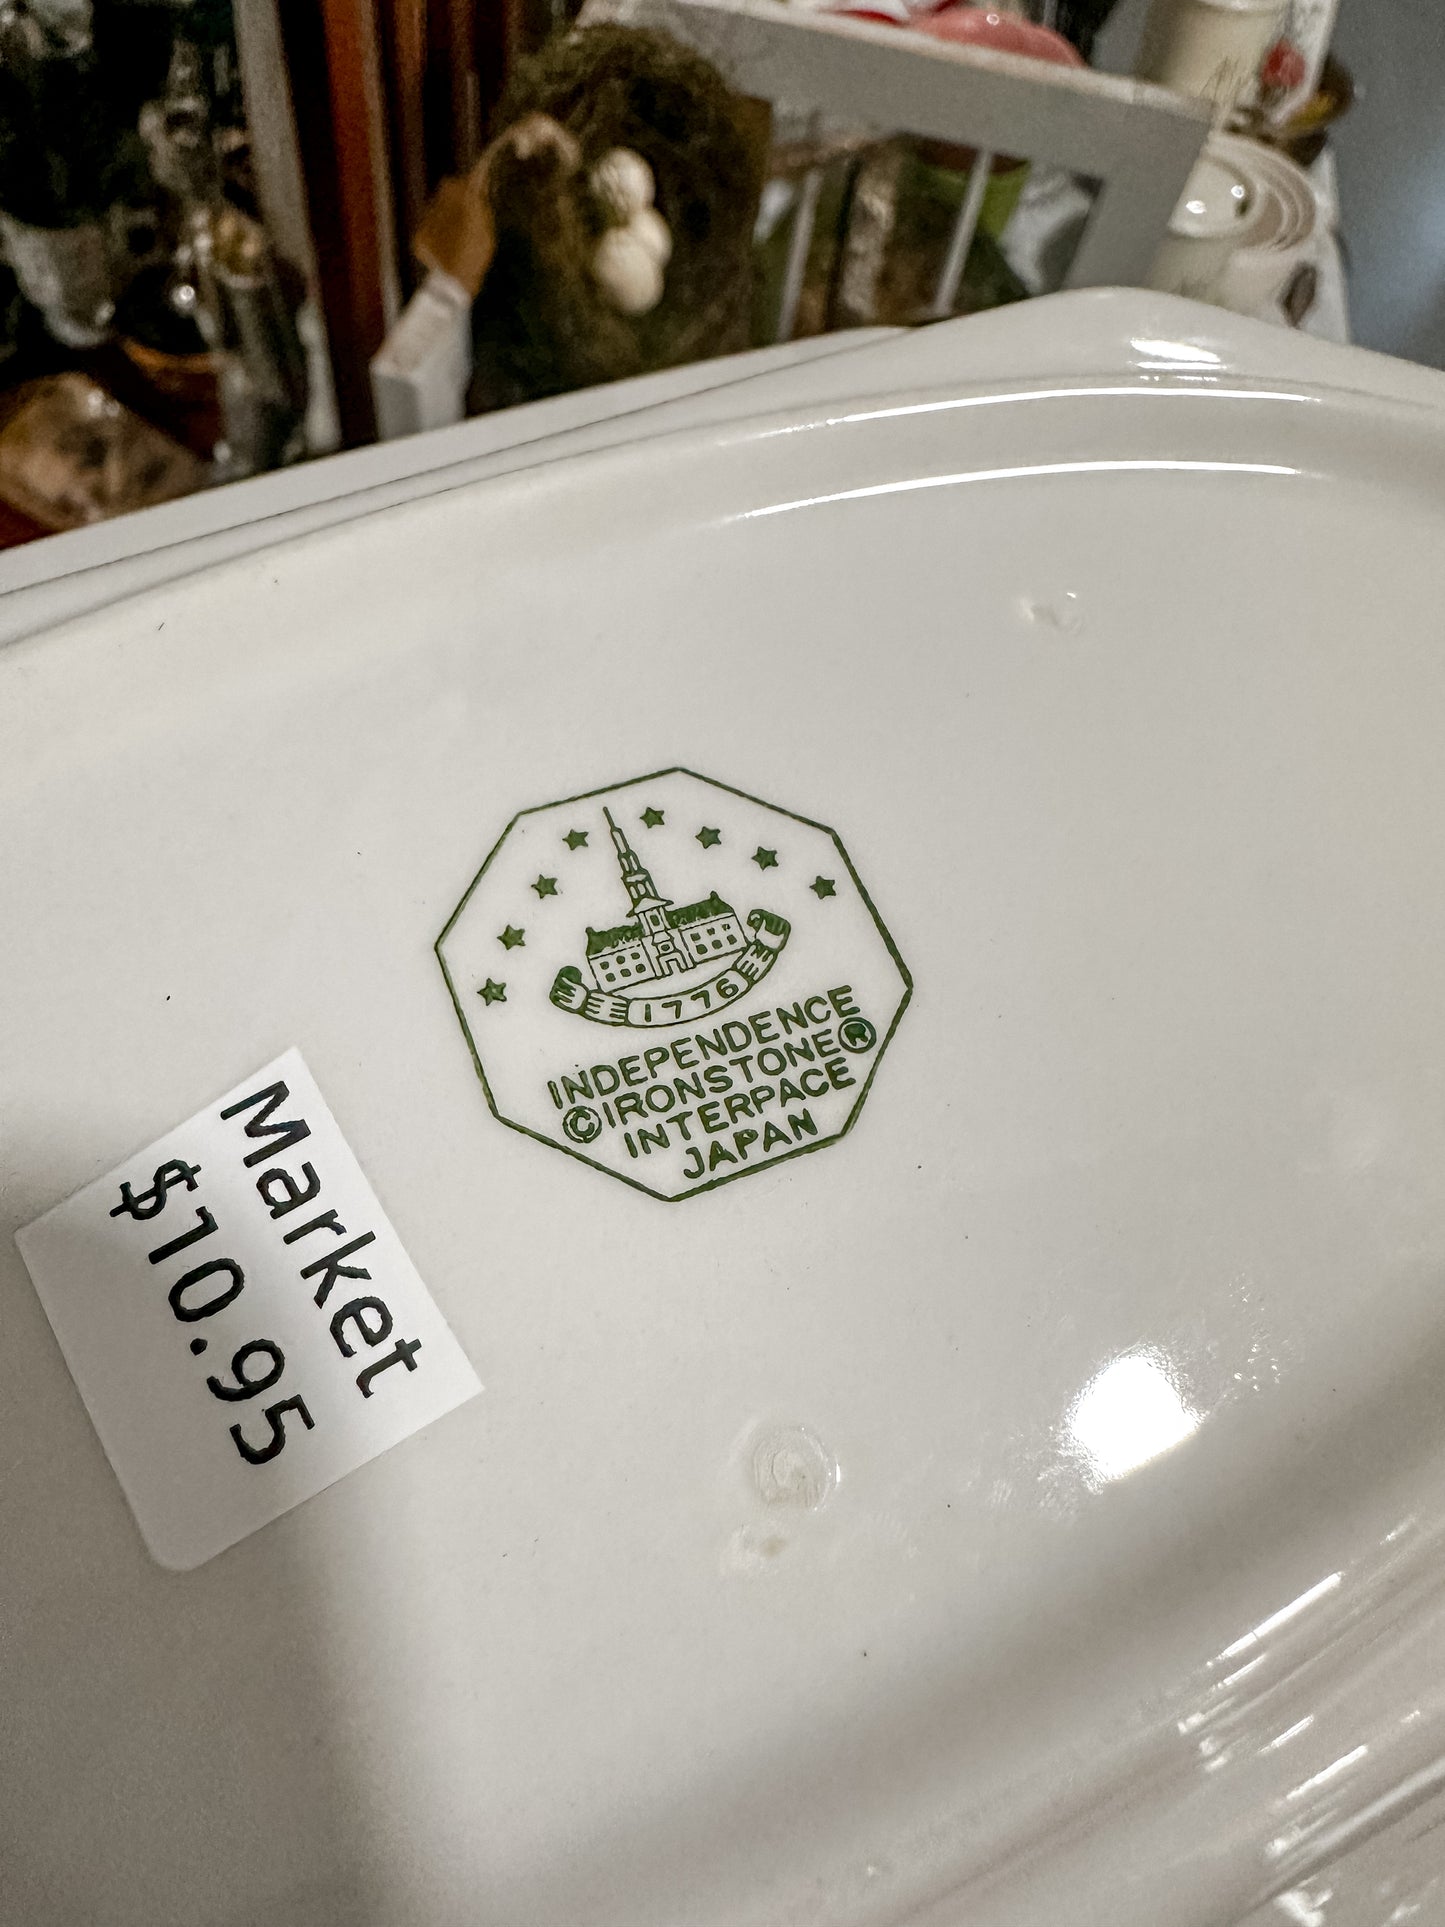 1776
INDEPENDENCE
©IRONSTONE®
INTERPACE
JAPAN
Market
$10.95